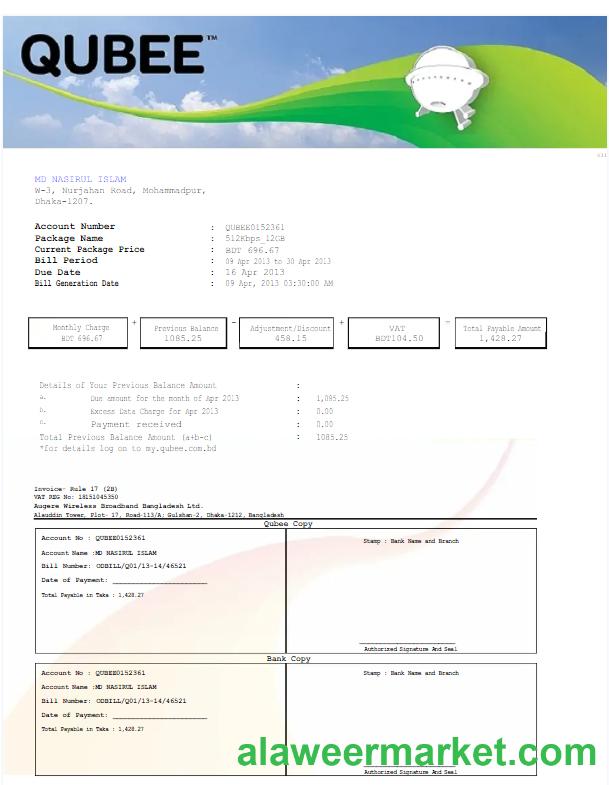 QUBEE™
MD NASIRUL ISLAM
W-3, Nurjahan Road, Mohammadpur,
Dhaka-1207.
Account Number : QUBEE0152361
Package Name : 512Kbps_12GB
Current Package Price : BDT 696.67
Bill Period : 09 Apr 2013 to 30 Apr 2013
Due Date : 16 Apr 2013
Bill Generation Date : 09 Apr, 2013 03:30:00 AM
Monthly Charge + Previous Balance - Adjustment/Discount + VAT = Total Payable Amount
BDT 696.67 1085.25 458.15 BDT104.50 1,428.27
Details of Your Previous Balance Amount :
a. Due amount for the month of Apr 2013 : 1,085.25
b. Excess Data Charge for Apr 2013 : 0.00
c. Payment received : 0.00
Total Previous Balance Amount (a+b-c) : 1085.25
*for details log on to my.qubee.com.bd
Invoice- Rule 17 (2B)
VAT REG No: 18151045350
Augere Wireless Broadband Bangladesh Ltd.
Alauddin Tower, Plot- 17, Road-113/A; Gulshan-2, Dhaka-1212, Bangladesh
Qubee Copy
Account No : QUBEE0152361
Stamp : Bank Name and Branch
Account Name :MD NASIRUL ISLAM
Bill Number: ODBILL/Q01/13-14/46521
Date of Payment: ________________________
Total Payable in Taka : 1,428.27
Authorized Signature And Seal
Bank Copy
Account No : QUBEE0152361
Stamp : Bank Name and Branch
Account Name :MD NASIRUL ISLAM
Bill Number: ODBILL/Q01/13-14/46521
Date of Payment: ________________________
Total Payable in Taka : 1,428.27
alaweermarket.com
Authorized Signature And Seal